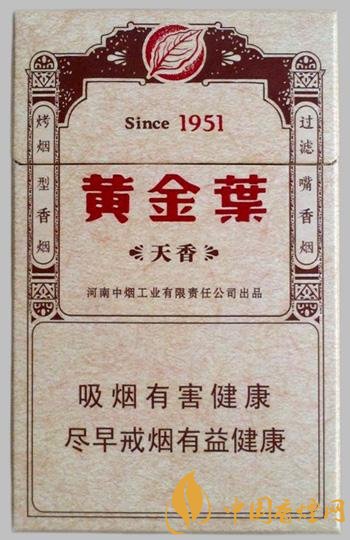 Since 1951
烤烟型香烟
过滤嘴香烟
黄金葉
天香
河南中烟工业有限责任公司出品
吸烟有害健康
尽早戒烟有益健康
中国香烟网